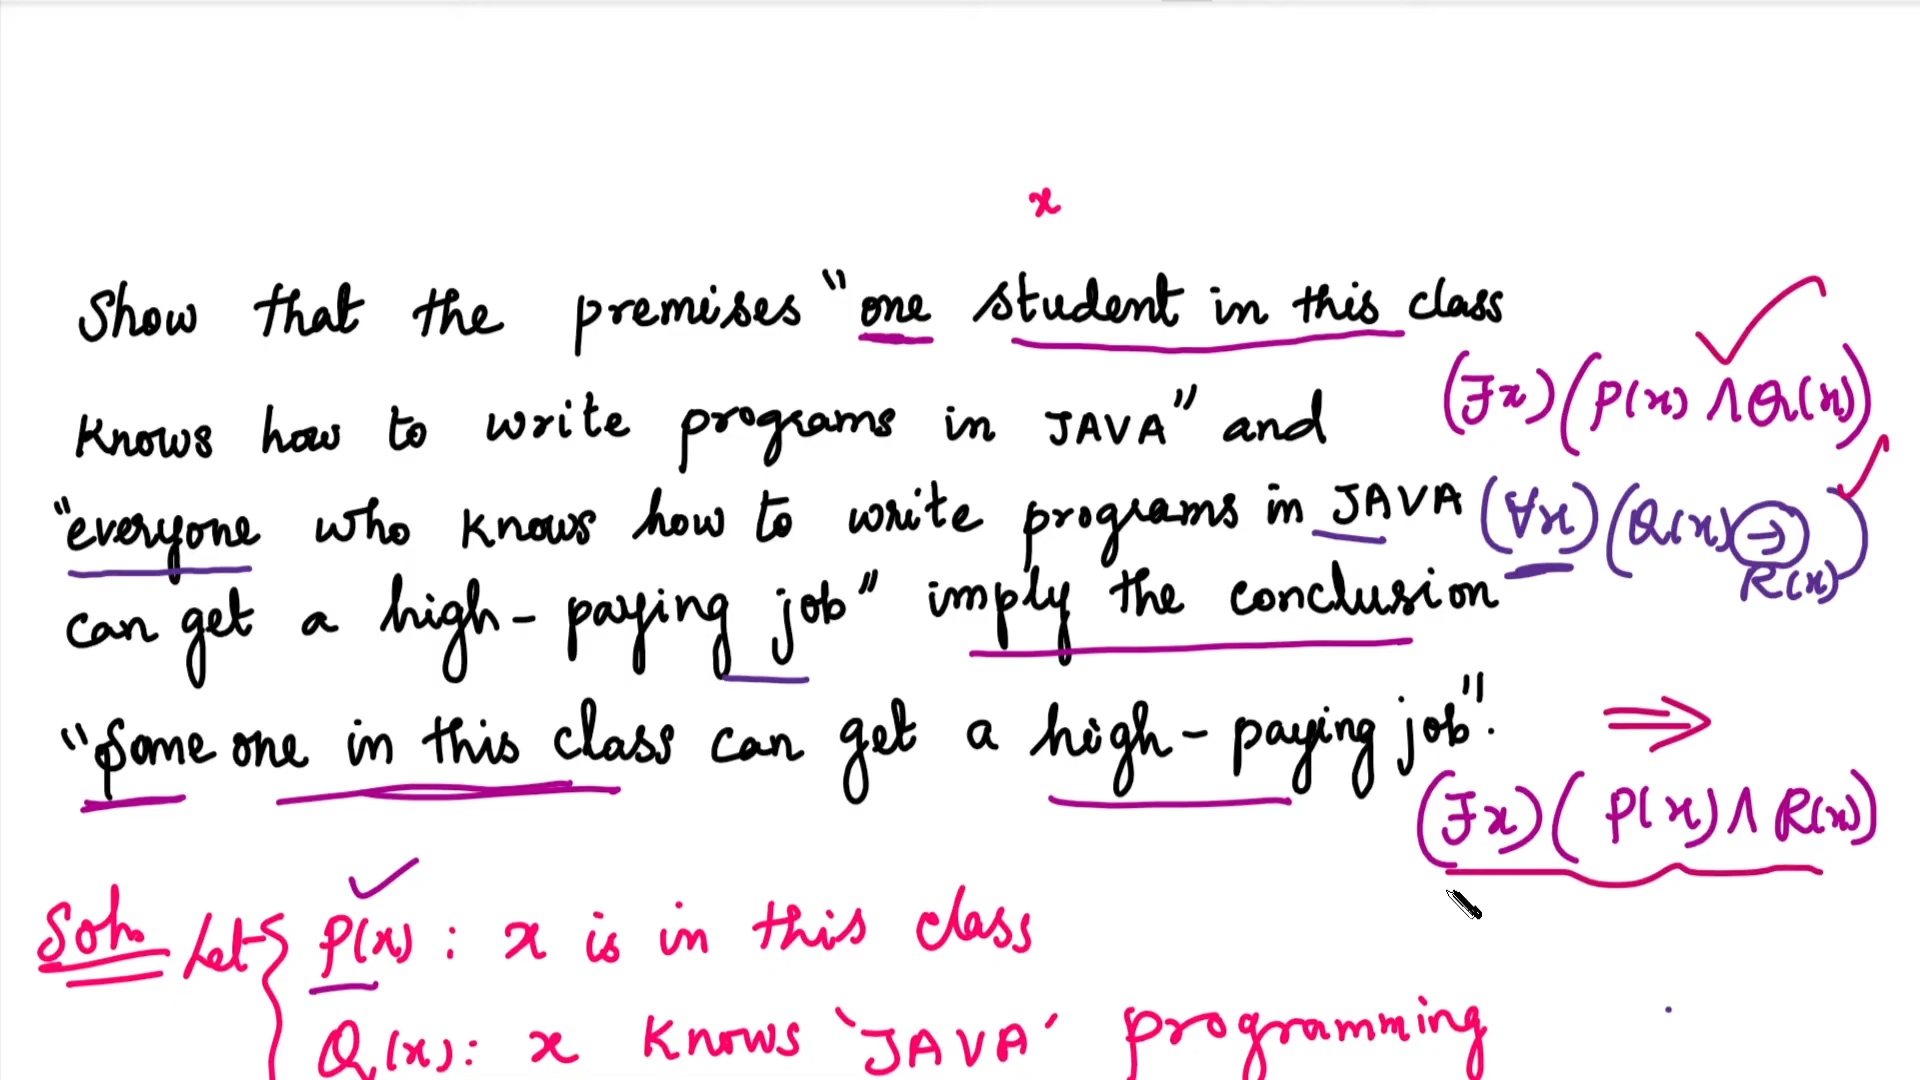 x
Show that the premises "one student in this class
(∃x)(P(x) ∧ Q(x))
knows how to write programs in JAVA" and
"everyone who knows how to write programs in JAVA
(∀x)(Q(x) → R(x))
can get a high-paying job" imply the conclusion
"Some one in this class can get a high-paying job".
⇒
(∃x)(P(x) ∧ R(x))
Soln Let { P(x) : x is in this class
Q(x): x knows 'JAVA' programming